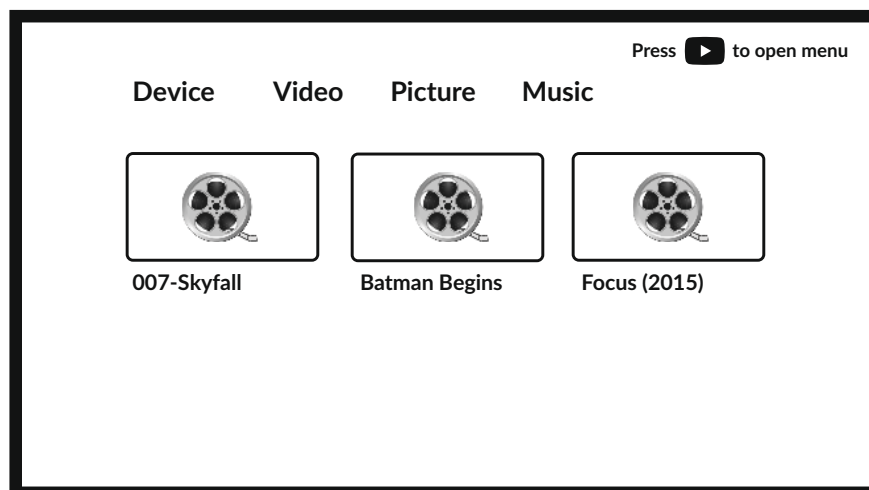 Press to open menu
Device Video Picture Music
007-Skyfall Batman Begins Focus (2015)